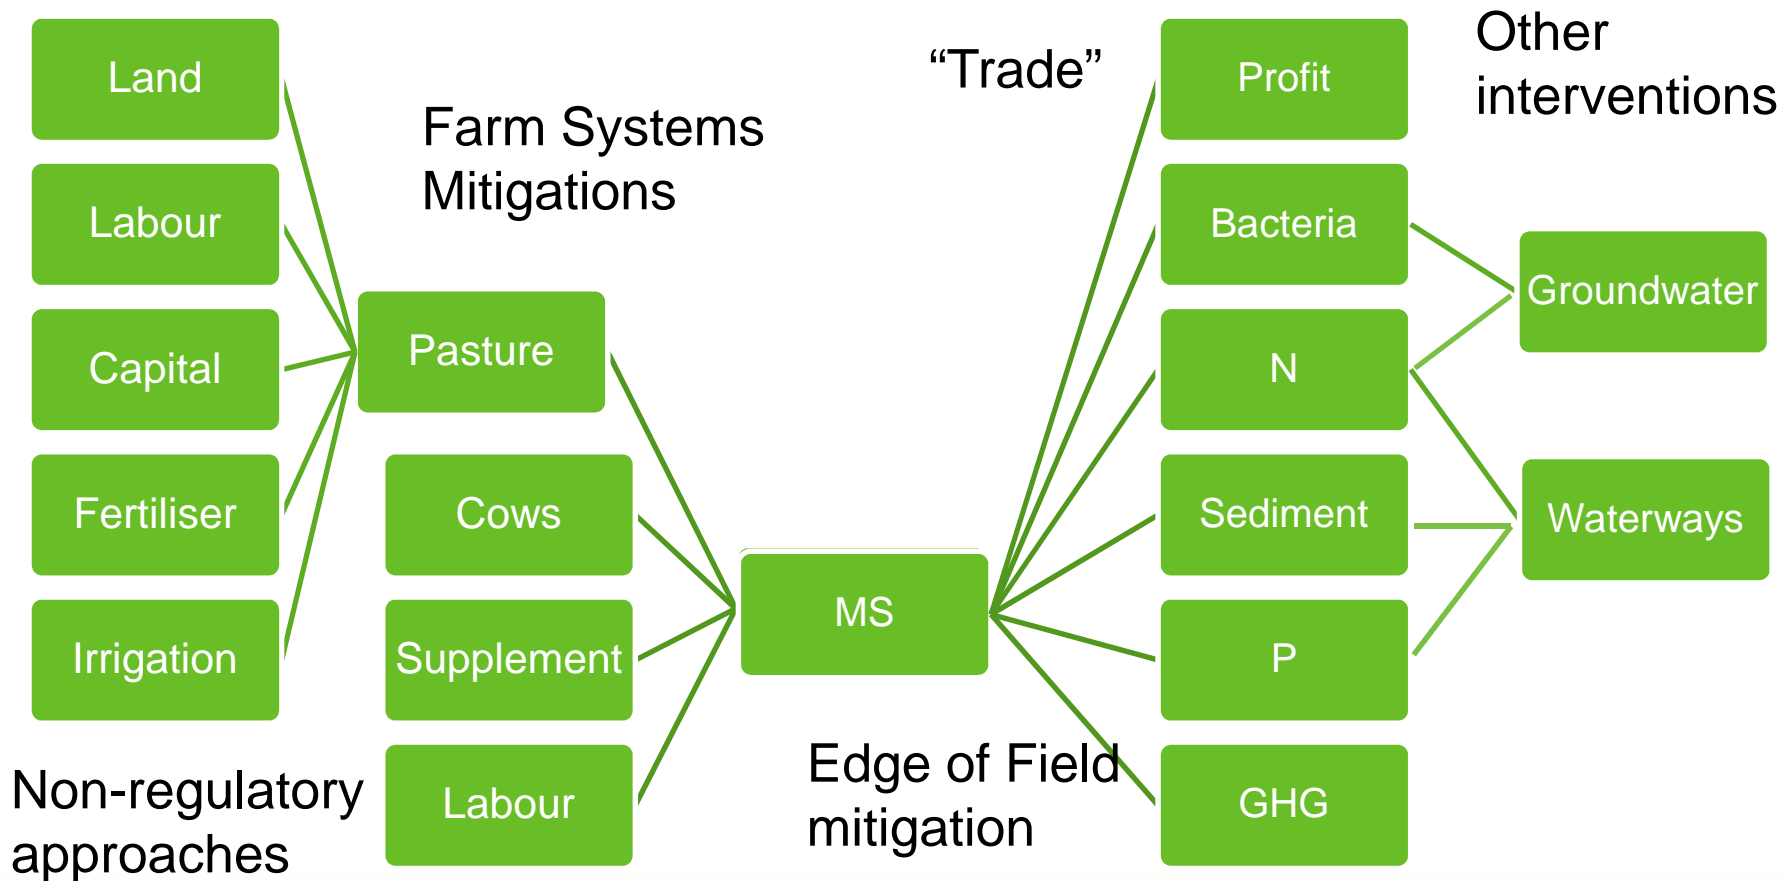 Land
Labour
Capital
Fertiliser
Irrigation
Non-regulatory
approaches
Farm Systems
Mitigations
Pasture
Cows
Supplement
Labour
MS
Edge of Field
mitigation
“Trade”
Profit
Bacteria
N
Sediment
P
GHG
Other
interventions
Groundwater
Waterways